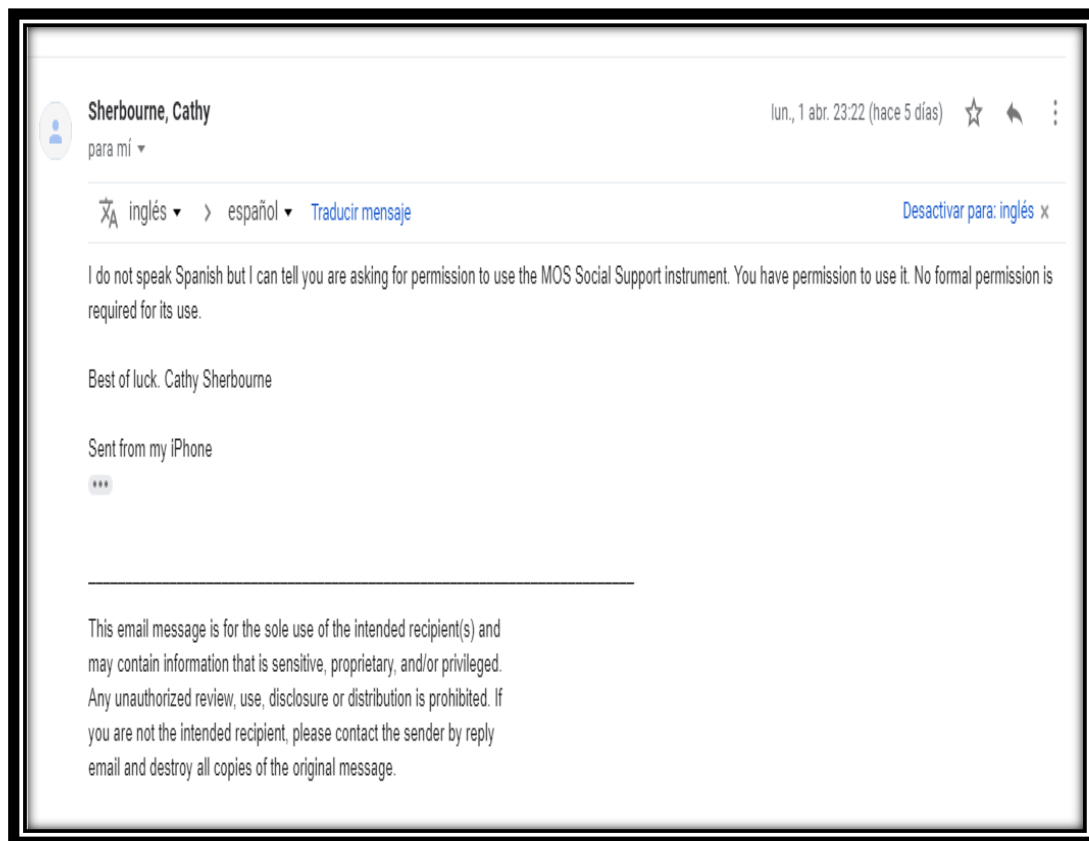 Sherbourne, Cathy
lun., 1 abr. 23:22 (hace 5 días)
para mí
inglés > español Traducir mensaje
Desactivar para: inglés x
I do not speak Spanish but I can tell you are asking for permission to use the MOS Social Support instrument. You have permission to use it. No formal permission is
required for its use.
Best of luck. Cathy Sherbourne
Sent from my iPhone
This email message is for the sole use of the intended recipient(s) and
may contain information that is sensitive, proprietary, and/or privileged.
Any unauthorized review, use, disclosure or distribution is prohibited. If
you are not the intended recipient, please contact the sender by reply
email and destroy all copies of the original message.